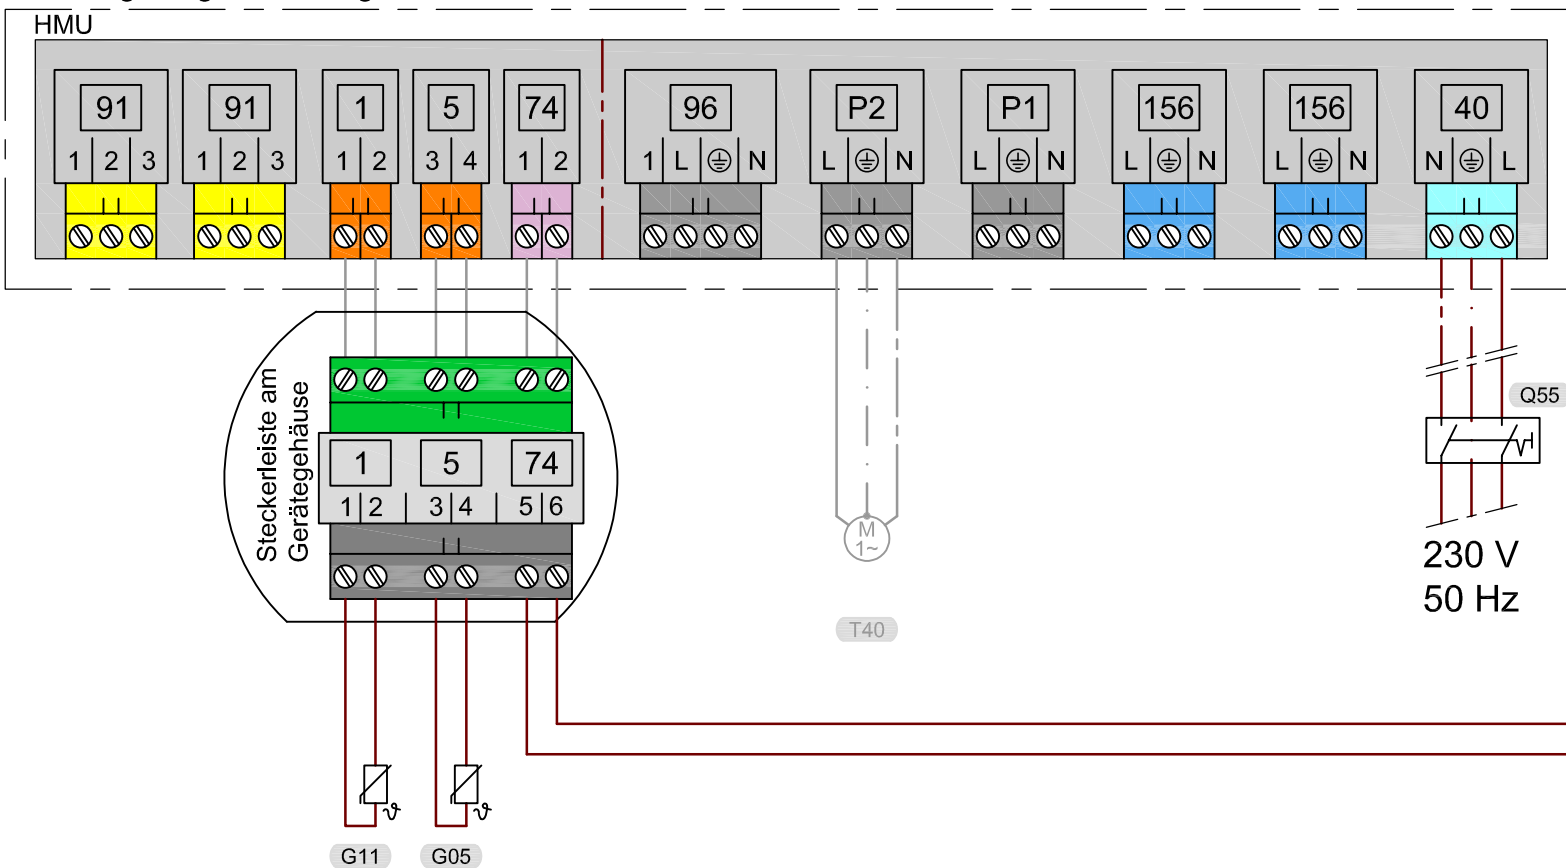 HMU
91 91 1 5 74 96 P2 P1 156 156 40
1 2 3 1 2 3 1 2 3 4 1 2 1 L N L N L N L N L N N L
Q55
Steckerleiste am
Gerätegehäuse
1 5 74
1 2 3 4 5 6
M
1~
230 V
50 Hz
T40
ϑ ϑ
G11 G05